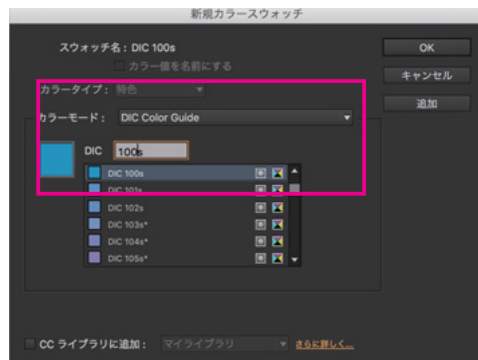 新規カラースウォッチ
スウォッチ名 : DIC 100s
カラー値を名前にする
カラータイプ : 特色
カラーモード : DIC Color Guide
DIC 100s
DIC 100s
DIC 101s
DIC 102s
DIC 103s*
DIC 104s*
DIC 105s*
CC ライブラリに追加 : マイライブラリ さらに詳しく...
OK
キャンセル
追加